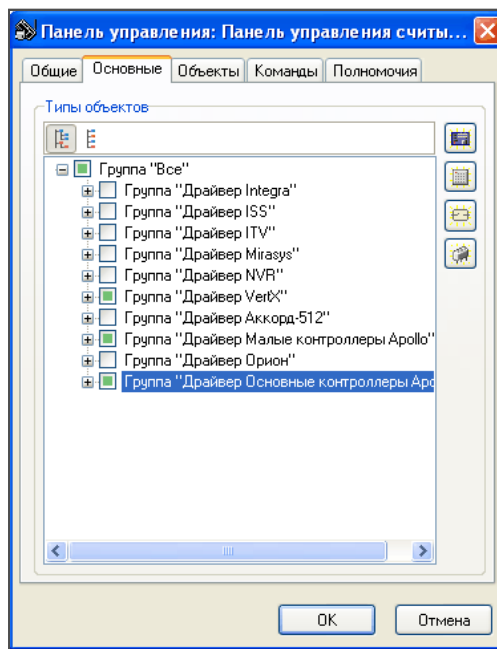 Панель управления: Панель управления считы...
Общие Основные Объекты Команды Полномочия
Типы объектов
Группа "Все"
Группа "Драйвер Integra"
Группа "Драйвер ISS"
Группа "Драйвер ITV"
Группа "Драйвер Mirasys"
Группа "Драйвер NVR"
Группа "Драйвер VertX"
Группа "Драйвер Аккорд-512"
Группа "Драйвер Малые контроллеры Apollo"
Группа "Драйвер Орион"
Группа "Драйвер Основные контроллеры Apo
OK Отмена